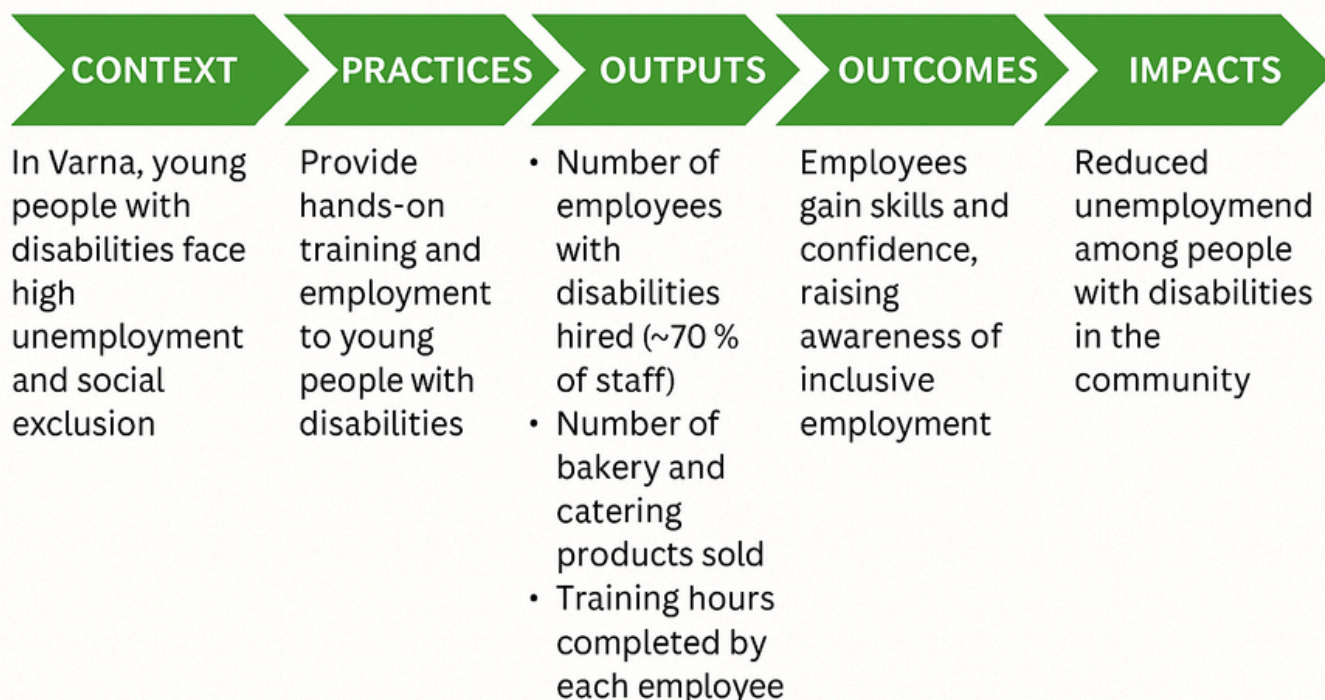 CONTEXT
PRACTICES
OUTPUTS
OUTCOMES
IMPACTS
In Varna, young
people with
disabilities face
high
unemployment
and social
exclusion
Provide
hands-on
training and
employment
to young
people with
disabilities
• Number of
employees
with
disabilities
hired (~70 %
of staff)
• Number of
bakery and
catering
products sold
• Training hours
completed by
each employee
Employees
gain skills and
confidence,
raising
awareness of
inclusive
employment
Reduced
unemploymend
among people
with disabilities
in the
community